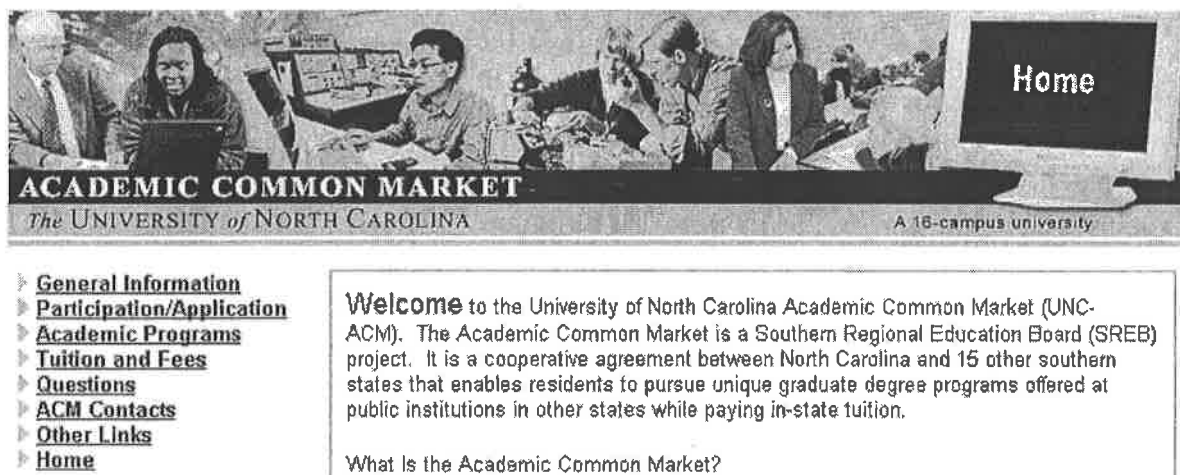 Home
ACADEMIC COMMON MARKET
The UNIVERSITY of NORTH CAROLINA
A 16-campus university
General Information
Participation/Application
Academic Programs
Tuition and Fees
Questions
ACM Contacts
Other Links
Home
Welcome to the University of North Carolina Academic Common Market (UNC-
ACM). The Academic Common Market is a Southern Regional Education Board (SREB)
project. It is a cooperative agreement between North Carolina and 15 other southern
states that enables residents to pursue unique graduate degree programs offered at
public institutions in other states while paying in-state tuition.
What Is the Academic Common Market?